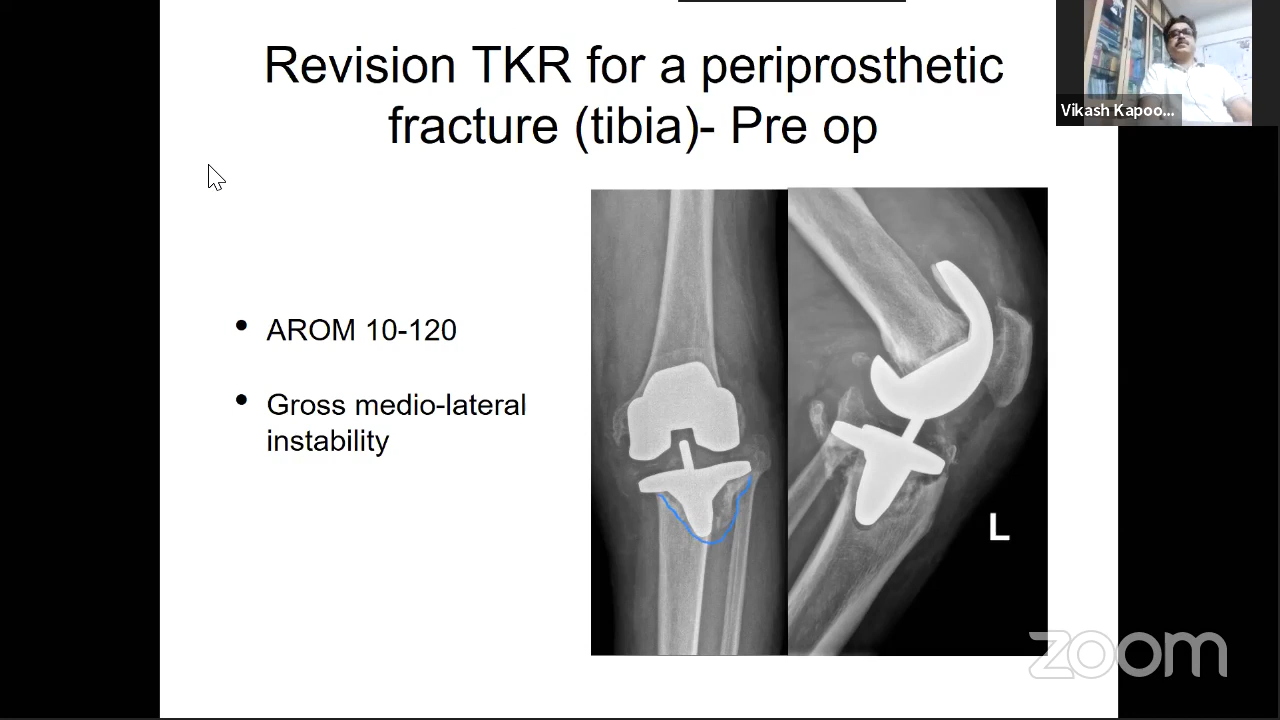 Revision TKR for a periprosthetic
fracture (tibia)- Pre op
Vikash Kapoo...
• AROM 10-120
• Gross medio-lateral
instability
L
zoom